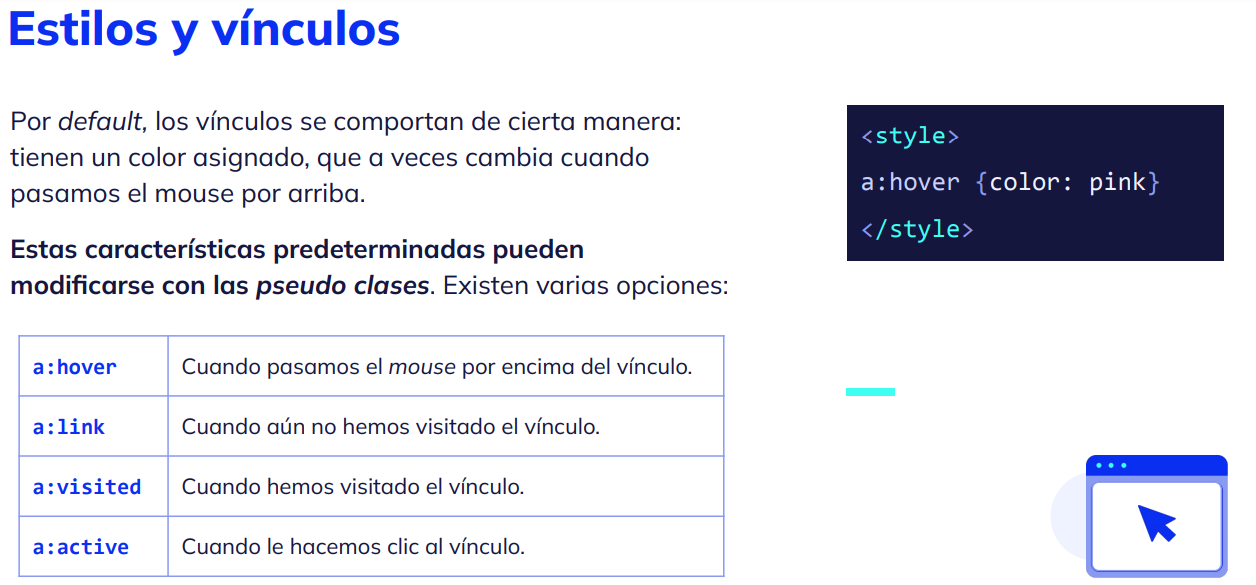 Estilos y vínculos
Por default, los vínculos se comportan de cierta manera:
tienen un color asignado, que a veces cambia cuando
pasamos el mouse por arriba.
Estas características predeterminadas pueden
modificarse con las pseudo clases. Existen varias opciones:
a:hover Cuando pasamos el mouse por encima del vínculo.
a:link Cuando aún no hemos visitado el vínculo.
a:visited Cuando hemos visitado el vínculo.
a:active Cuando le hacemos clic al vínculo.
<style>
a:hover {color: pink}
</style>